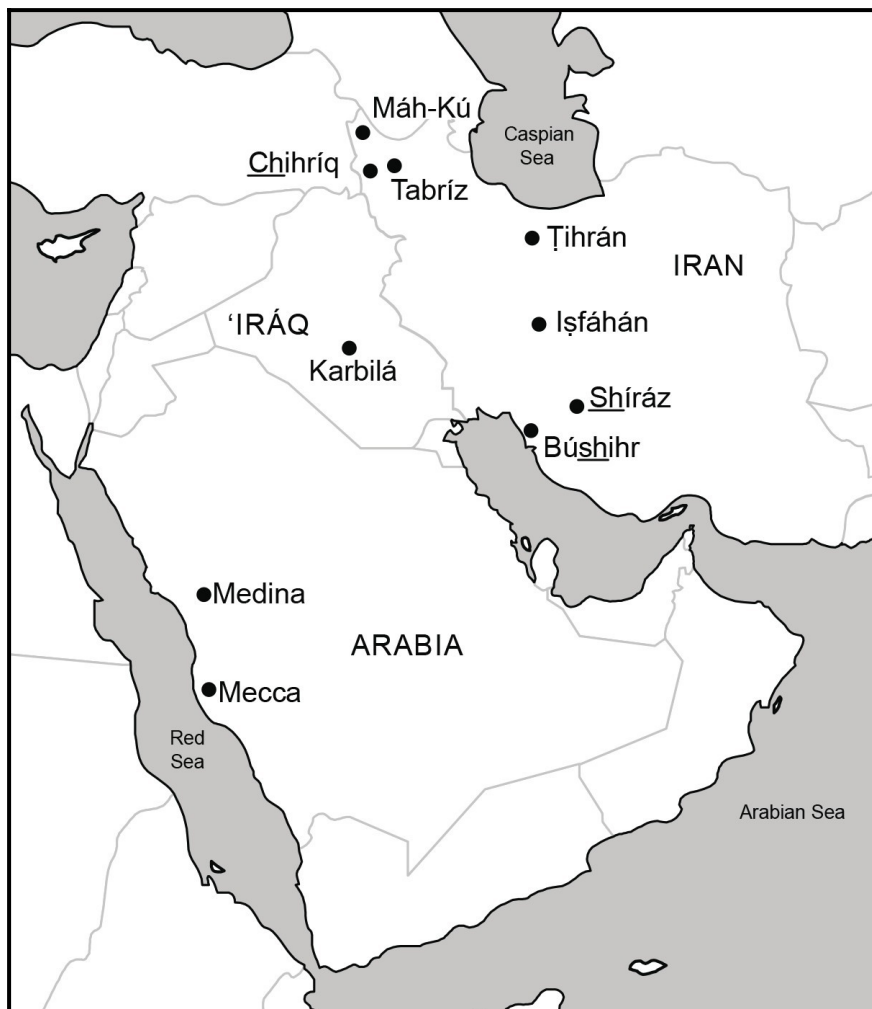 Máh-Kú
Caspian
Sea
Chihríq
Tabríz
Ṭihrán
IRAN
‘IRÁQ
Iṣfáhán
Karbilá
Shíráz
Búshihr
Medina
ARABIA
Mecca
Red
Sea
Arabian Sea